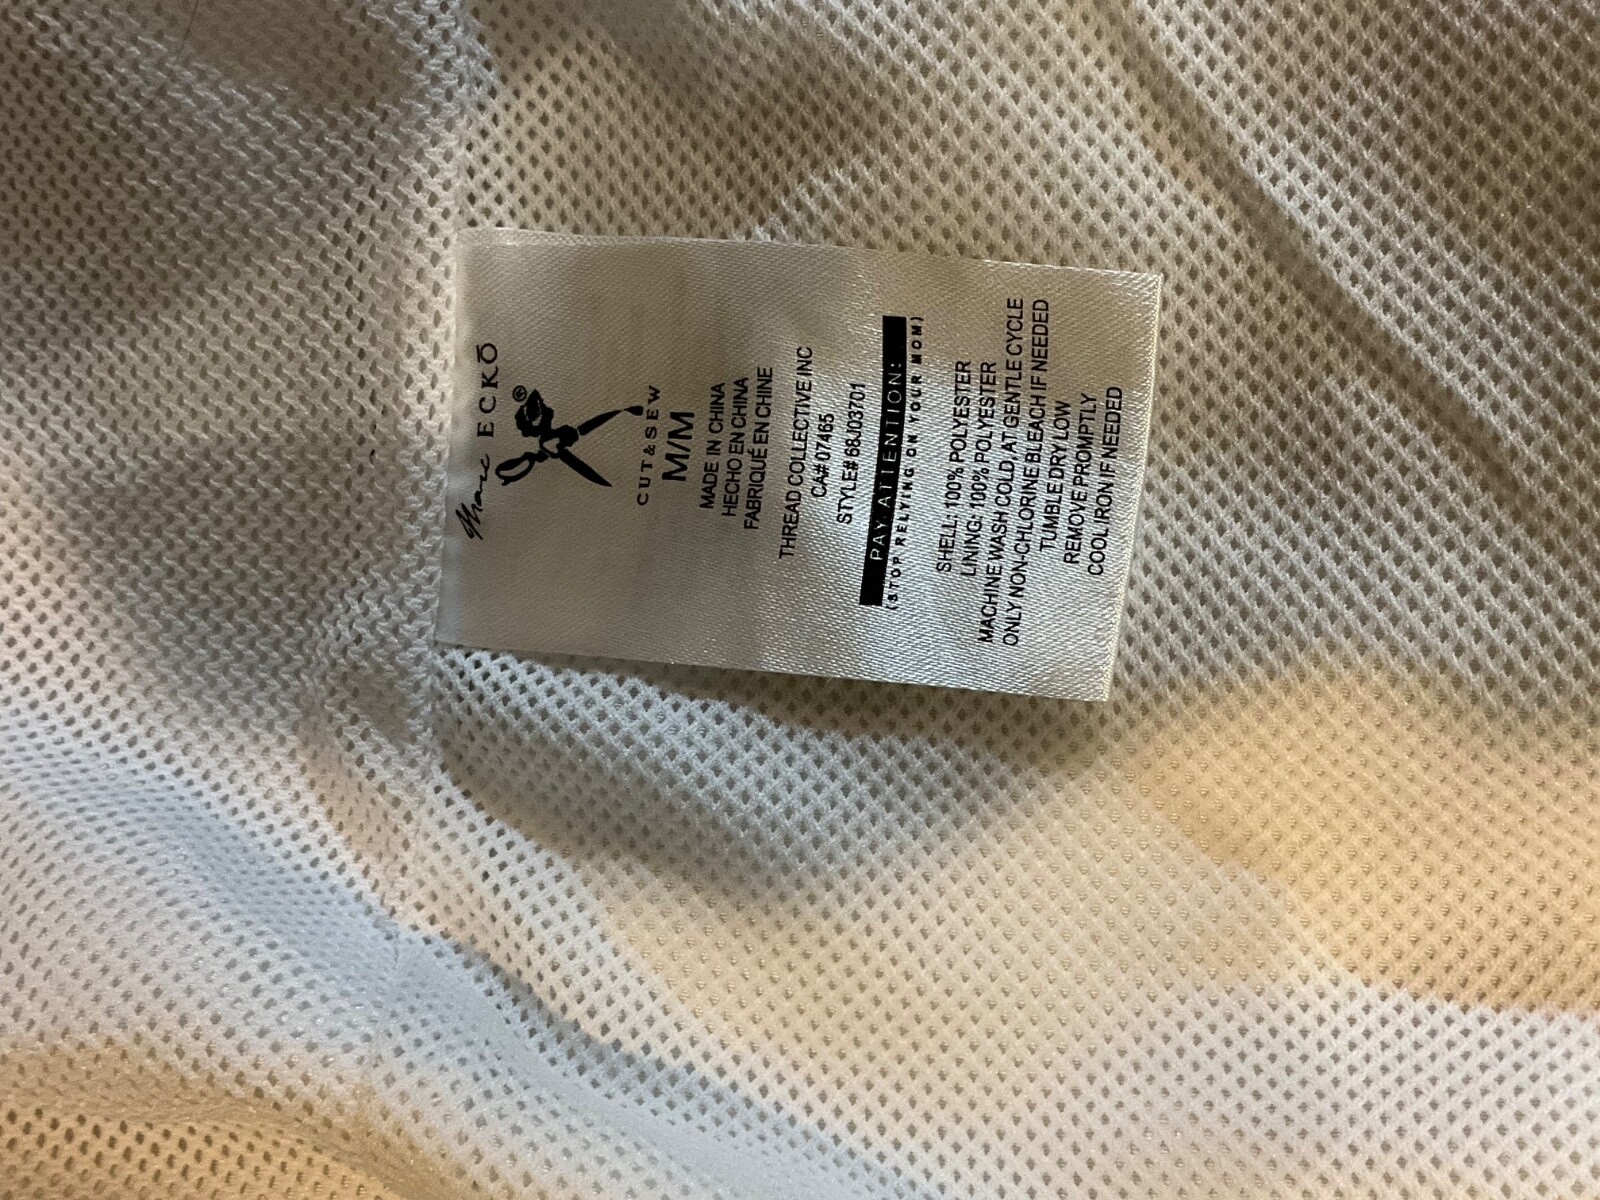 Marc ECKŌ
®
CUT & SEW
M/M
MADE IN CHINA
HECHO EN CHINA
FABRIQUÉ EN CHINE
THREAD COLLECTIVE INC
CA# 07465
STYLE# 68J03701
PAY ATTENTION:
(STOP RELYING ON YOUR MOM)
SHELL: 100% POLYESTER
LINING: 100% POLYESTER
MACHINE WASH COLD AT GENTLE CYCLE
ONLY NON-CHLORINE BLEACH IF NEEDED
TUMBLE DRY LOW
REMOVE PROMPTLY
COOL IRON IF NEEDED